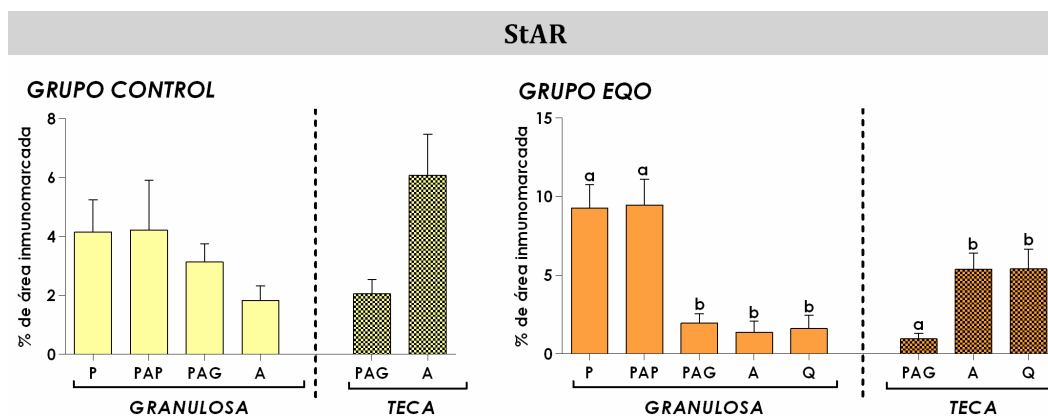 StAR
GRUPO CONTROL
% de área inmunomarcada
8
6
4
2
0
P PAP PAG A PAG A
GRANULOSA TECA
GRUPO EQO
% de área inmunomarcada
15
10
5
0
a a b b b a b b
P PAP PAG A Q PAG A Q
GRANULOSA TECA